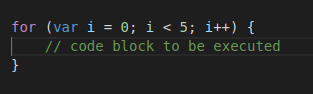 for (var i = 0; i < 5; i++) {
    // code block to be executed
}